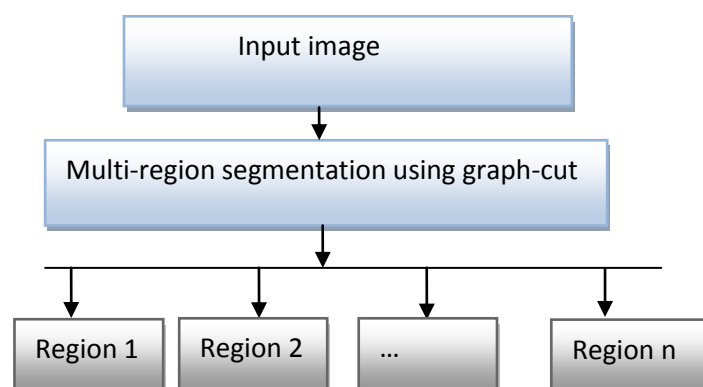 Input image
Multi-region segmentation using graph-cut
Region 1
Region 2
...
Region n